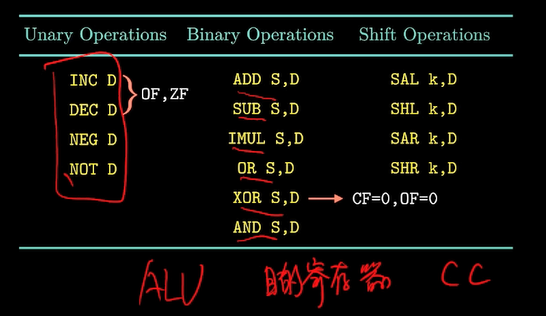 Unary Operations Binary Operations Shift Operations
INC D ADD S,D SAL k,D
OF,ZF
DEC D SUB S,D SHL k,D
NEG D IMUL S,D SAR k,D
NOT D OR S,D SHR k,D
XOR S,D CF=0,OF=0
AND S,D
ALU 目的寄存器 CC